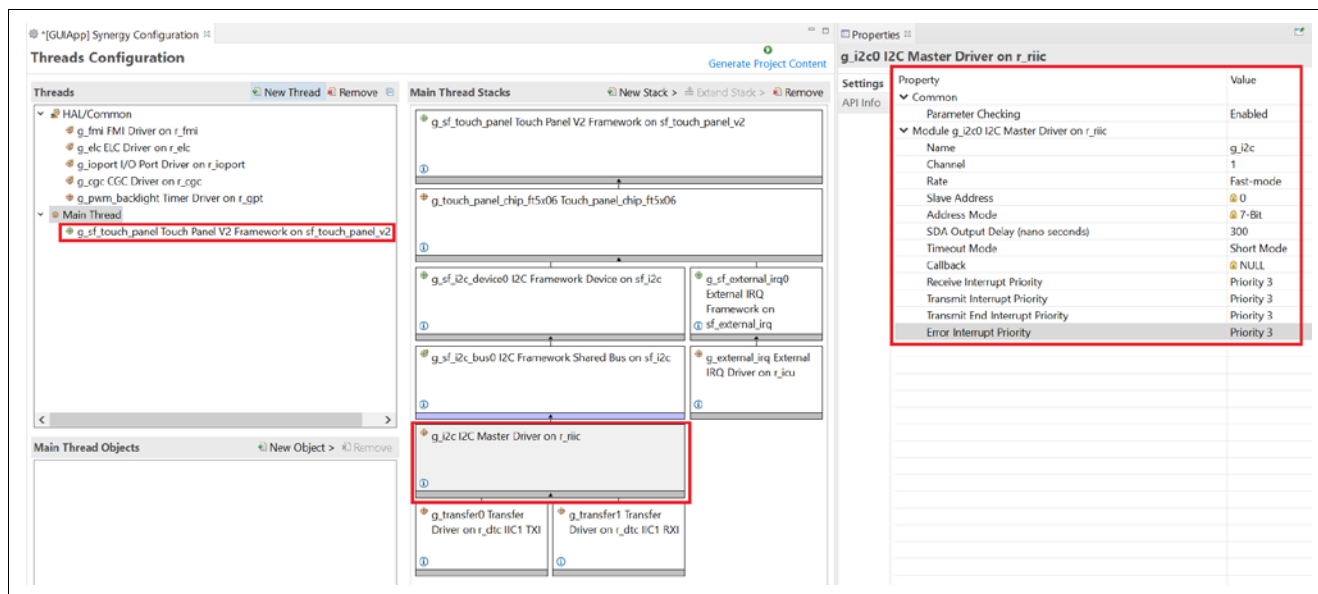 *[GUIApp] Synergy Configuration
Threads Configuration
Generate Project Content
Threads
New Thread
Remove
HAL/Common
g_fmi FMI Driver on r_fmi
g_elc ELC Driver on r_elc
g_ioport I/O Port Driver on r_ioport
g_cgc CGC Driver on r_cgc
g_pwm_backlight Timer Driver on r_gpt
Main Thread
g_sf_touch_panel Touch Panel V2 Framework on sf_touch_panel_v2
Main Thread Objects
New Object >
Remove
Main Thread Stacks
New Stack >
Extend Stack >
Remove
g_sf_touch_panel Touch Panel V2 Framework on sf_touch_panel_v2
g_touch_panel_chip_ft5x06 Touch_panel_chip_ft5x06
g_sf_i2c_device0 I2C Framework Device on sf_i2c
g_sf_external_irq0
External IRQ
Framework on
sf_external_irq
g_sf_i2c_bus0 I2C Framework Shared Bus on sf_i2c
g_external_irq External
IRQ Driver on r_icu
g_i2c I2C Master Driver on r_riic
g_transfer0 Transfer
Driver on r_dtc IIC1 TXI
g_transfer1 Transfer
Driver on r_dtc IIC1 RXI
Properties
g_i2c0 I2C Master Driver on r_riic
Settings
API Info
Property Value
Common
Parameter Checking Enabled
Module g_i2c0 I2C Master Driver on r_riic
Name g_i2c
Channel 1
Rate Fast-mode
Slave Address 0
Address Mode 7-Bit
SDA Output Delay (nano seconds) 300
Timeout Mode Short Mode
Callback NULL
Receive Interrupt Priority Priority 3
Transmit Interrupt Priority Priority 3
Transmit End Interrupt Priority Priority 3
Error Interrupt Priority Priority 3